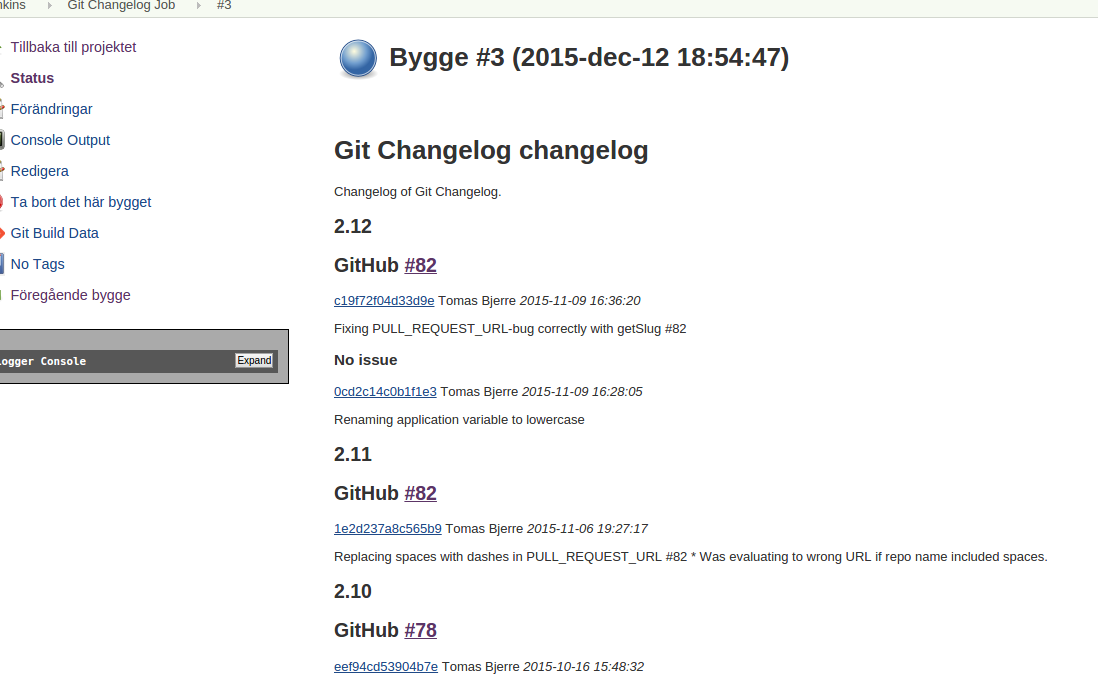 Git Changelog Job #3
Tillbaka till projektet
Status
Förändringar
Console Output
Redigera
Ta bort det här bygget
Git Build Data
No Tags
Föregående bygge
Console Expand
Bygge #3 (2015-dec-12 18:54:47)
Git Changelog changelog
Changelog of Git Changelog.
2.12
GitHub #82
c19f72f04d33d9e Tomas Bjerre 2015-11-09 16:36:20
Fixing PULL_REQUEST_URL-bug correctly with getSlug #82
No issue
0cd2c14c0b1f1e3 Tomas Bjerre 2015-11-09 16:28:05
Renaming application variable to lowercase
2.11
GitHub #82
1e2d237a8c565b9 Tomas Bjerre 2015-11-06 19:27:17
Replacing spaces with dashes in PULL_REQUEST_URL #82 * Was evaluating to wrong URL if repo name included spaces.
2.10
GitHub #78
eef94cd53904b7e Tomas Bjerre 2015-10-16 15:48:32